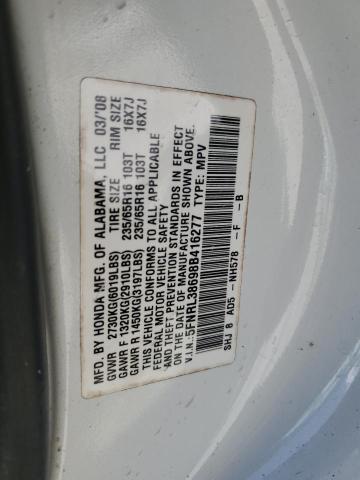 MFD. BY HONDA MFG. OF ALABAMA, LLC 03/'08
GVWR 2730KG(6019LBS) TIRE SIZE RIM SIZE
GAWR F 1320KG(2910LBS) 235/65R16 103T 16X7J
GAWR R 1450KG(3197LBS) 235/65R16 103T 16X7J
THIS VEHICLE CONFORMS TO ALL APPLICABLE
FEDERAL MOTOR VEHICLE SAFETY AND
THEFT PREVENTION STANDARDS IN EFFECT
ON THE DATE OF MANUFACTURE SHOWN ABOVE.
V.I.N.:5FNRL38698B416277 TYPE: MPV
SHJ 8 AD5 -NH578 -F -B